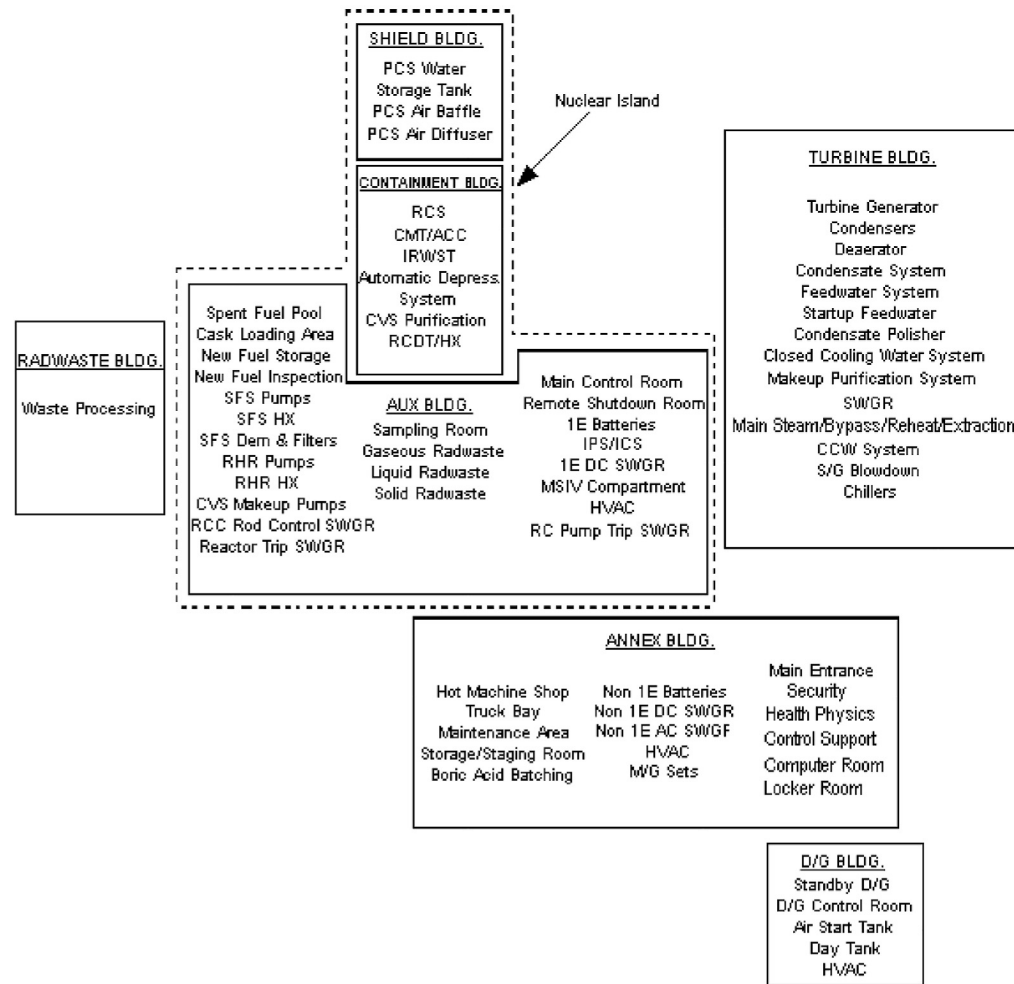 SHIELD BLDG.
PCS Water
Storage Tank
PCS Air Baffle
PCS Air Diffuser
Nuclear Island
CONTAINMENT BLDG.
RCS
CMT/ACC
IRWST
Automatic Depress.
System
CVS Purification
RCDT/HX
TURBINE BLDG.
Turbine Generator
Condensers
Deaerator
Condensate System
Feedwater System
Startup Feedwater
Condensate Polisher
Closed Cooling Water System
Makeup Purification System
SWGR
Main Steam/Bypass/Reheat/Extraction
CCW System
S/G Blowdown
Chillers
RADWASTE BLDG.
Waste Processing
Spent Fuel Pool
Cask Loading Area
New Fuel Storage
New Fuel Inspection
SFS Pumps
SFS HX
SFS Dem & Filters
RHR Pumps
RHR HX
CVS Makeup Pumps
RCC Rod Control SWGR
Reactor Trip SWGR
AUX BLDG.
Sampling Room
Gaseous Radwaste
Liquid Radwaste
Solid Radwaste
Main Control Room
Remote Shutdown Room
1E Batteries
IPS/ICS
1E DC SWGR
MSIV Compartment
HVAC
RC Pump Trip SWGR
ANNEX BLDG.
Hot Machine Shop
Truck Bay
Maintenance Area
Storage/Staging Room
Boric Acid Batching
Non 1E Batteries
Non 1E DC SWGR
Non 1E AC SWGF
HVAC
M/G Sets
Main Entrance
Security
Health Physics
Control Support
Computer Room
Locker Room
D/G BLDG.
Standby D/G
D/G Control Room
Air Start Tank
Day Tank
HVAC